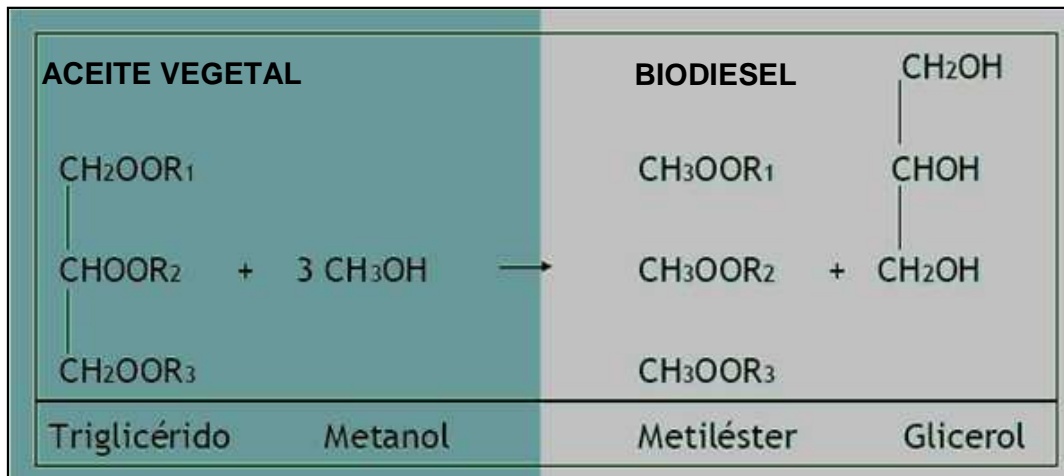 ACEITE VEGETAL BIODIESEL CH2OH
CH2OOR1 CH3OOR1 CHOH
CHOOR2 + 3 CH3OH → CH3OOR2 + CH2OH
CH2OOR3 CH3OOR3
Triglicérido Metanol Metiléster Glicerol